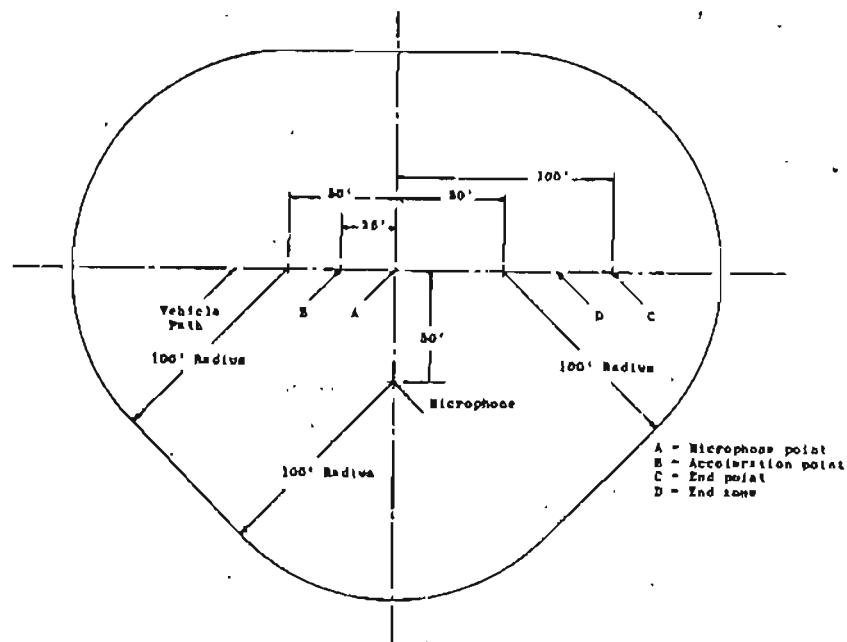 100'
50'
50'
25'
Vehicle
Path
B
A
D
C
50'
100' Radius
100' Radius
Microphone
100' Radius
A - Microphone point
B - Acceleration point
C - End point
D - End zone